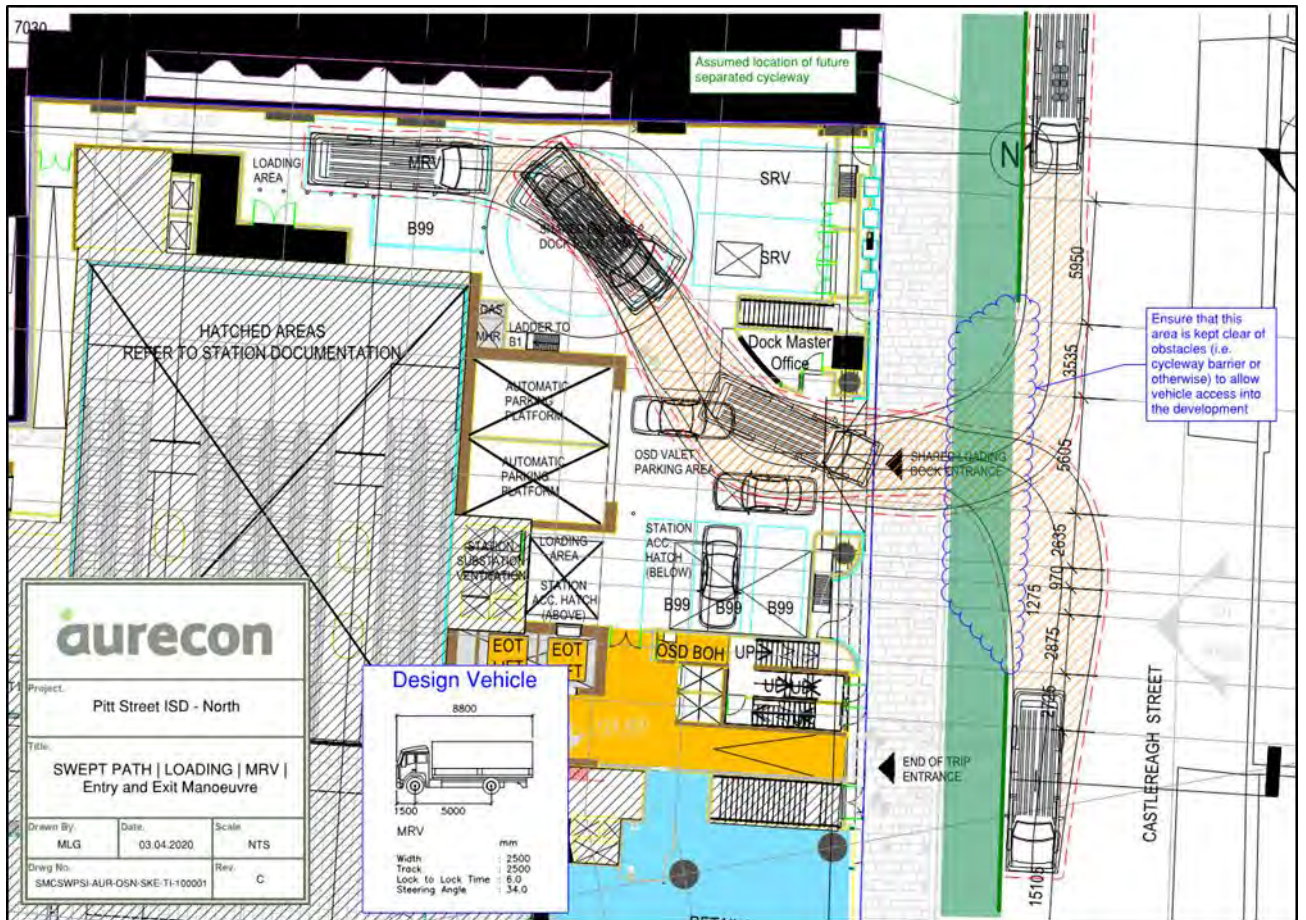 7030
Assumed location of future
separated cycleway
LOADING
AREA
MRV
B99
SRV
SRV
N
5950
Ensure that this
area is kept clear of
obstacles (i.e.
cycleway barrier or
otherwise) to allow
vehicle access into
the development
HATCHED AREAS
REFER TO STATION DOCUMENTATION
DAS
MHR
LADDER TO
B1
Dock Master
Office
3535
AUTOMATIC
PARKING
PLATFORM
AUTOMATIC
PARKING
PLATFORM
OSD VALET
PARKING AREA
SHARED LOADING
DOCK ENTRANCE
5605
STATION
SUBSTATION
VENTILATION
LOADING
AREA
STATION
ACC. HATCH
(ABOVE)
STATION
ACC.
HATCH
(BELOW)
B99
B99
B99
2635
970
1275
2875
EOT
EOT
OSD BOH
UP
END OF TRIP
ENTRANCE
CASTLEREAGH STREET
15105
aurecon
Project.
Pitt Street ISD - North
Title.
SWEPT PATH | LOADING | MRV |
Entry and Exit Manoeuvre
Drawn By.
MLG
Date.
03.04.2020
Scale
NTS
Drwg No.
SMCSWPSI-AUR-OSN-SKE-TI-100001
Rev.
C
Design Vehicle
8800
1500
5000
MRV
mm
Width : 2500
Track : 2500
Lock to Lock Time : 6.0
Steering Angle : 34.0